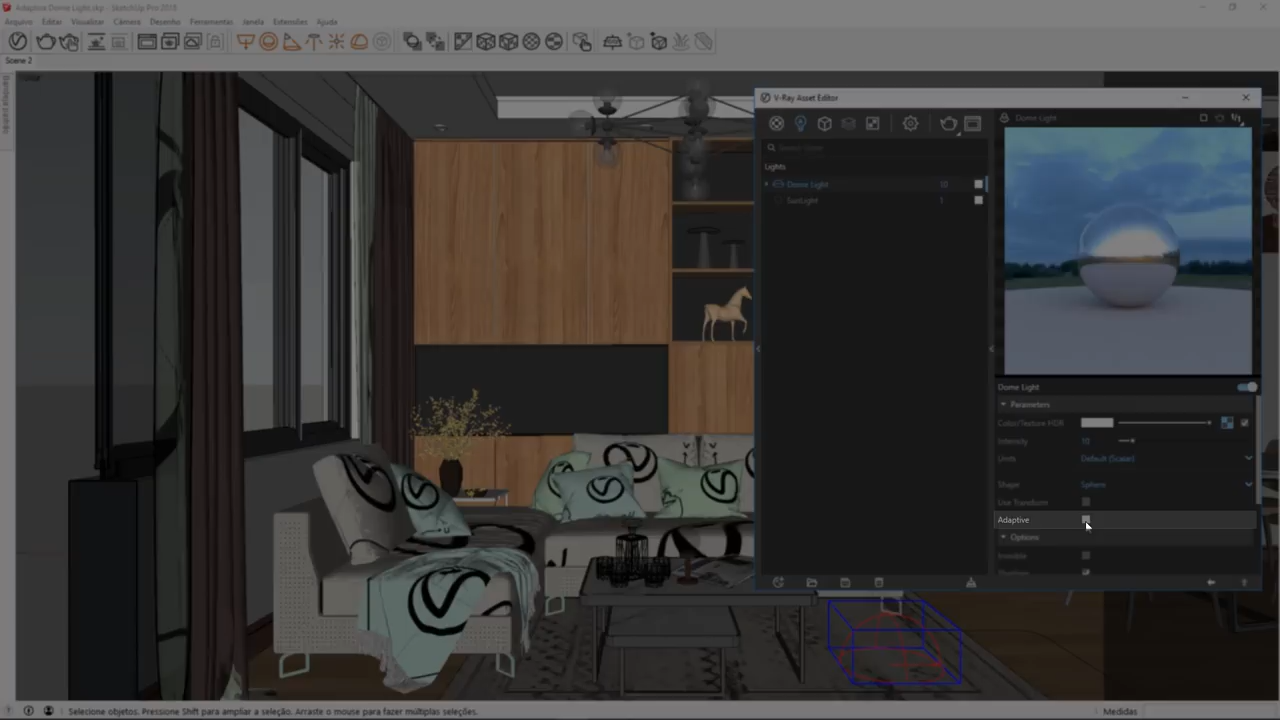 Adaptive Dome Light.skp - SketchUp Pro 2018
Arquivo Editar Visualizar Câmera Desenho Ferramentas Janela Extensões Ajuda
Scene 2
V-Ray Asset Editor
Dome Light
Lights
Dome Light 10
SunLight 1
Dome Light
Parameters
Color/Texture HDR
Intensity 10
Units Default (Scalar)
Shape Sphere
Use Transform
Adaptive
Options
Invisible
Selecione objetos. Pressione Shift para ampliar a seleção. Arraste o mouse para fazer múltiplas seleções.
Medidas